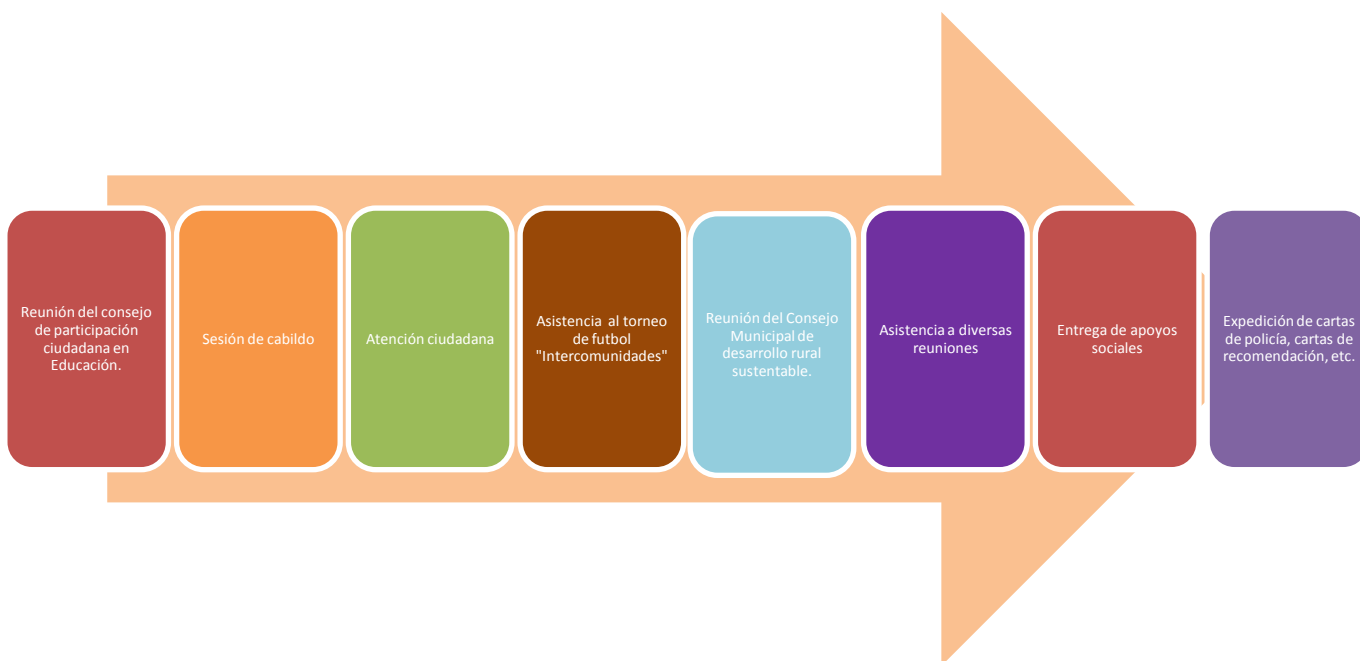 Reunión del consejo
de participación
ciudadana en
Educación.
Sesión de cabildo
Atención ciudadana
Asistencia al torneo
de futbol
"Intercomunidades"
Reunión del Consejo
Municipal de
desarrollo rural
sustentable.
Asistencia a diversas
reuniones
Entrega de apoyos
sociales
Expedición de cartas
de policía, cartas de
recomendación, etc.